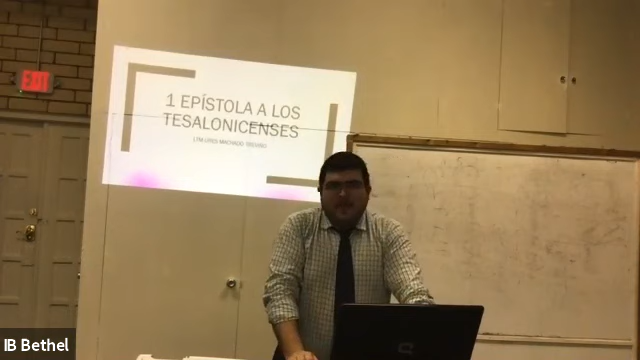 EXIT
1 EPÍSTOLA A LOS
TESALONICENSES
IB Bethel